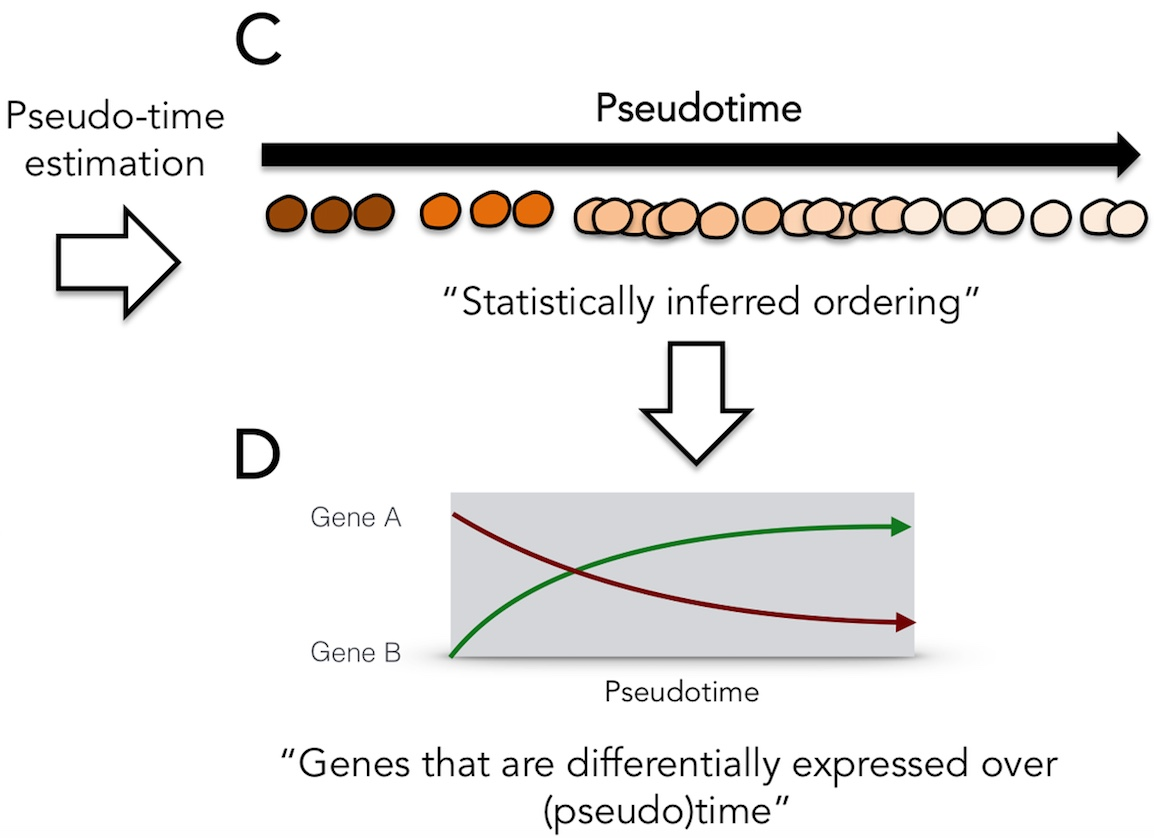 C
Pseudo-time
estimation
Pseudotime
“Statistically inferred ordering”
D
Gene A
Gene B
Pseudotime
“Genes that are differentially expressed over
(pseudo)time”